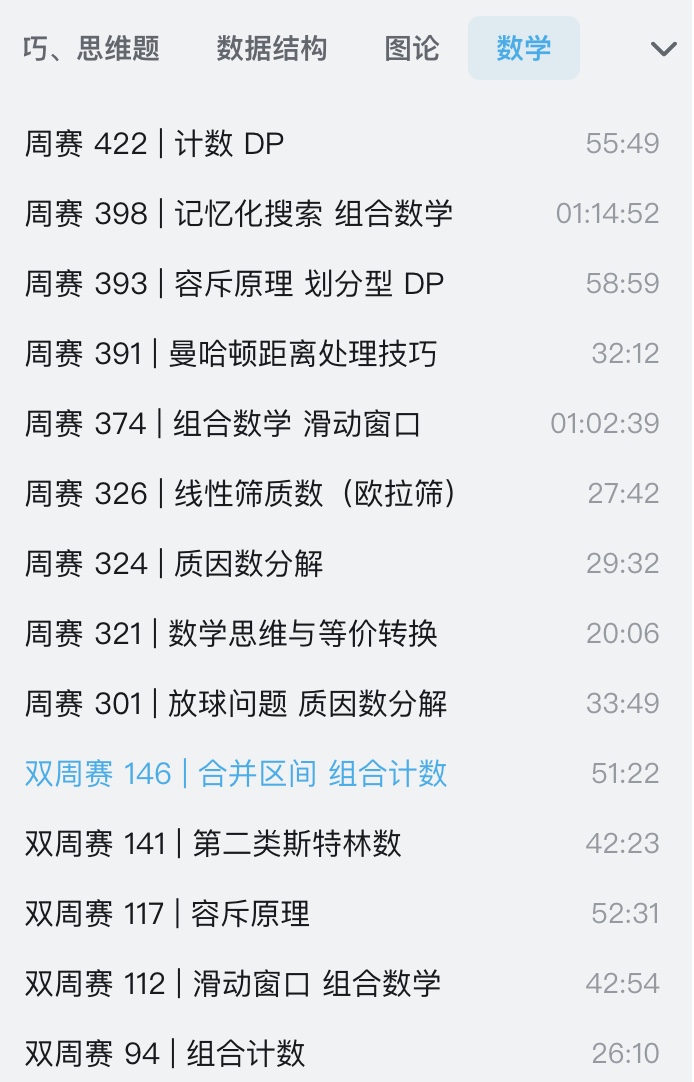 巧、思维题 数据结构 图论 数学
周赛 422 | 计数 DP 55:49
周赛 398 | 记忆化搜索 组合数学 01:14:52
周赛 393 | 容斥原理 划分型 DP 58:59
周赛 391 | 曼哈顿距离处理技巧 32:12
周赛 374 | 组合数学 滑动窗口 01:02:39
周赛 326 | 线性筛质数（欧拉筛） 27:42
周赛 324 | 质因数分解 29:32
周赛 321 | 数学思维与等价转换 20:06
周赛 301 | 放球问题 质因数分解 33:49
双周赛 146 | 合并区间 组合计数 51:22
双周赛 141 | 第二类斯特林数 42:23
双周赛 117 | 容斥原理 52:31
双周赛 112 | 滑动窗口 组合数学 42:54
双周赛 94 | 组合计数 26:10